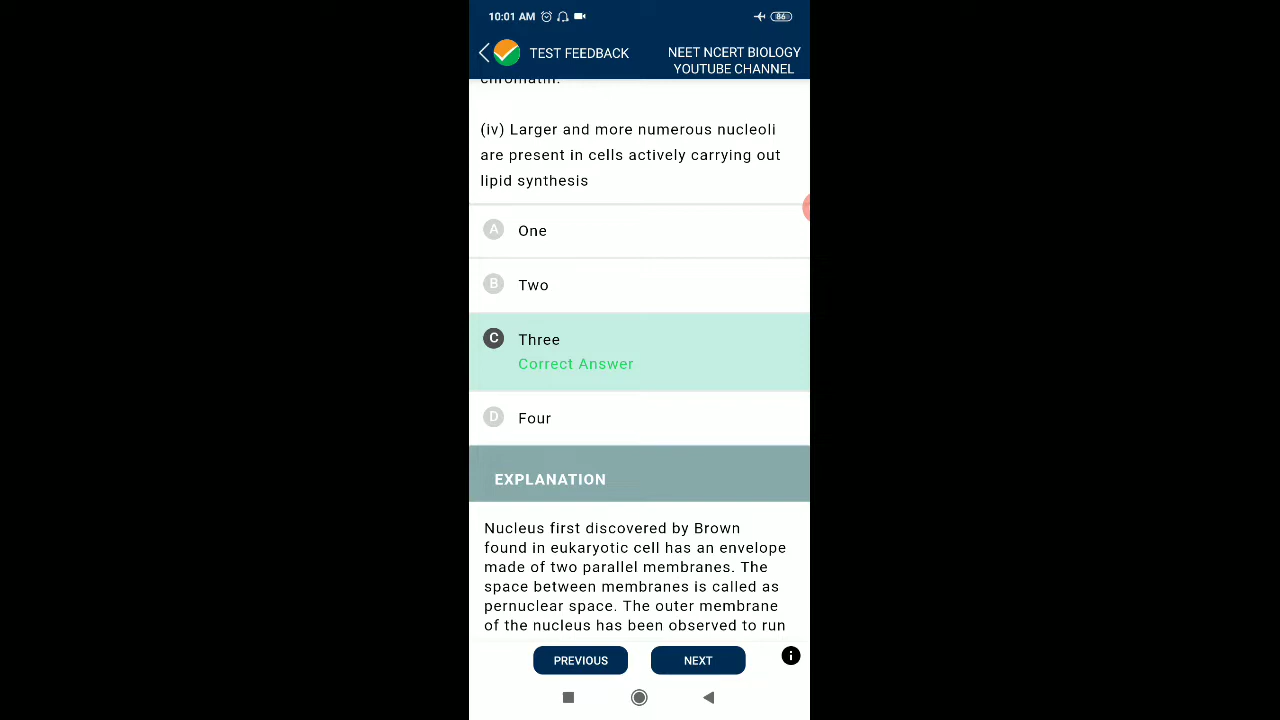 10:01 AM
86
TEST FEEDBACK
NEET NCERT BIOLOGY
YOUTUBE CHANNEL
chromatin.
(iv) Larger and more numerous nucleoli
are present in cells actively carrying out
lipid synthesis
A One
B Two
C Three
Correct Answer
D Four
EXPLANATION
Nucleus first discovered by Brown
found in eukaryotic cell has an envelope
made of two parallel membranes. The
space between membranes is called as
pernuclear space. The outer membrane
of the nucleus has been observed to run
PREVIOUS
NEXT
i